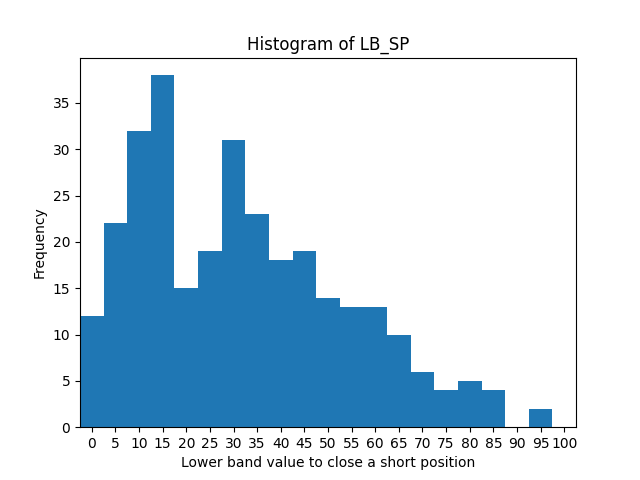 Histogram of LB_SP
Frequency
35
30
25
20
15
10
5
0
0 5 10 15 20 25 30 35 40 45 50 55 60 65 70 75 80 85 90 95 100
Lower band value to close a short position